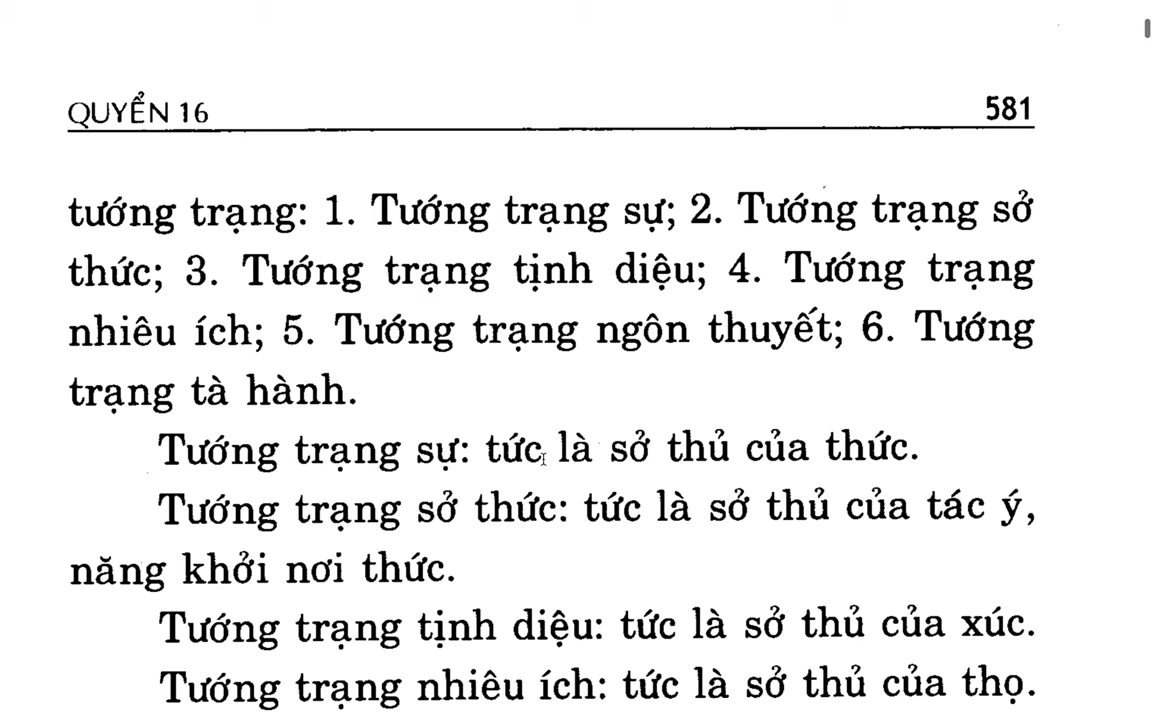 QUYỂN 16 581
tướng trạng: 1. Tướng trạng sự; 2. Tướng trạng sở
thức; 3. Tướng trạng tịnh diệu; 4. Tướng trạng
nhiêu ích; 5. Tướng trạng ngôn thuyết; 6. Tướng
trạng tà hành.
Tướng trạng sự: tức là sở thủ của thức.
Tướng trạng sở thức: tức là sở thủ của tác ý,
năng khởi nơi thức.
Tướng trạng tịnh diệu: tức là sở thủ của xúc.
Tướng trạng nhiêu ích: tức là sở thủ của thọ.